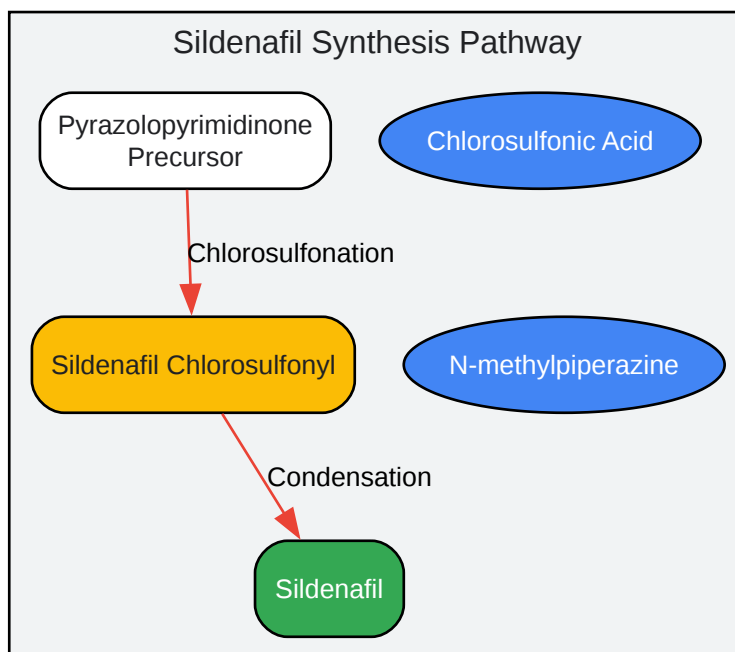 Sildenafil Synthesis Pathway
Pyrazolopyrimidinone
Precursor
Chlorosulfonic Acid
Chlorosulfonation
Sildenafil Chlorosulfonyl
N-methylpiperazine
Condensation
Sildenafil